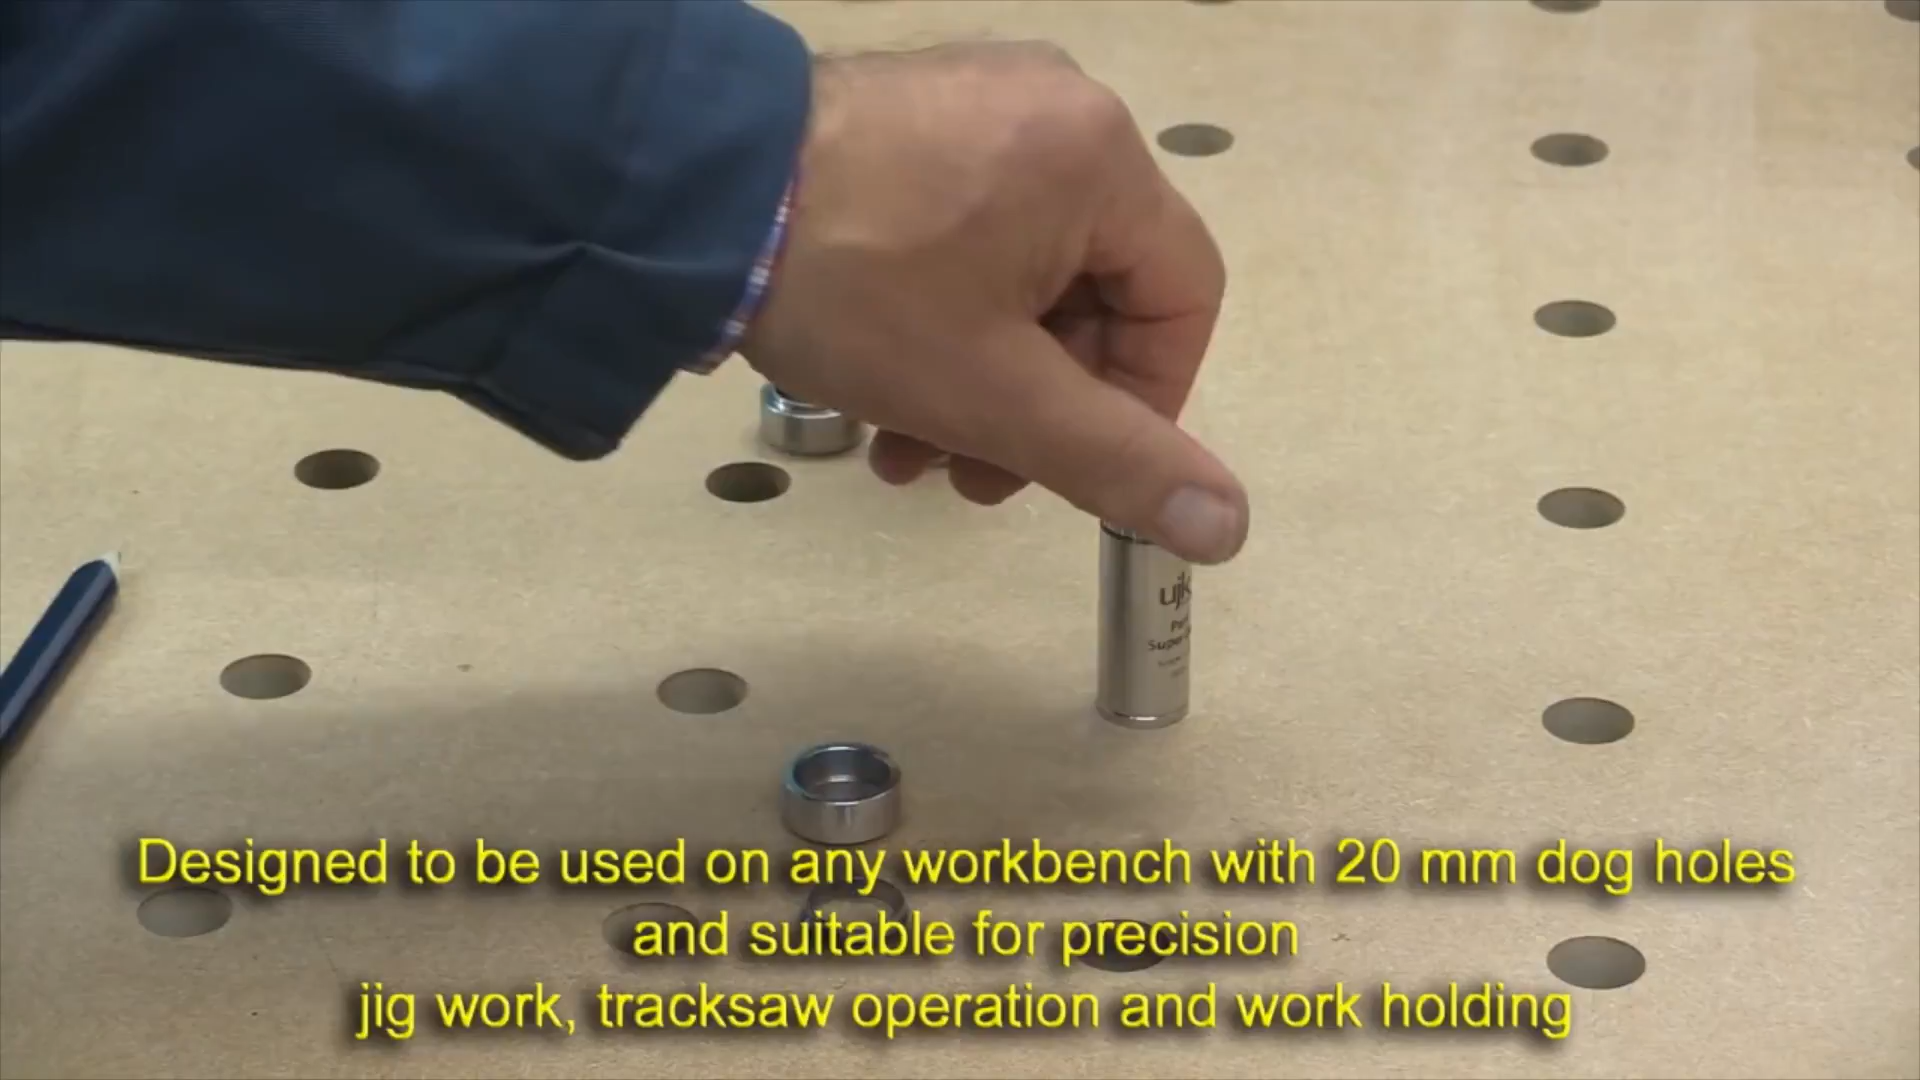 ujk
Designed to be used on any workbench with 20 mm dog holes
and suitable for precision
jig work, tracksaw operation and work holding